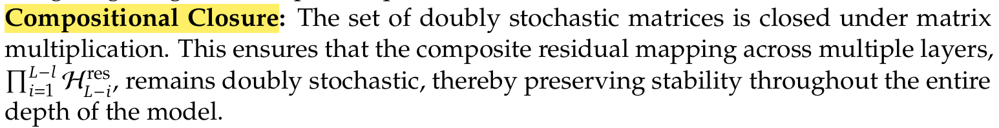 Compositional Closure: The set of doubly stochastic matrices is closed under matrix
multiplication. This ensures that the composite residual mapping across multiple layers,
∏_{i=1}^{L−l} ℋ_{L−i}^{res}, remains doubly stochastic, thereby preserving stability throughout the entire
depth of the model.